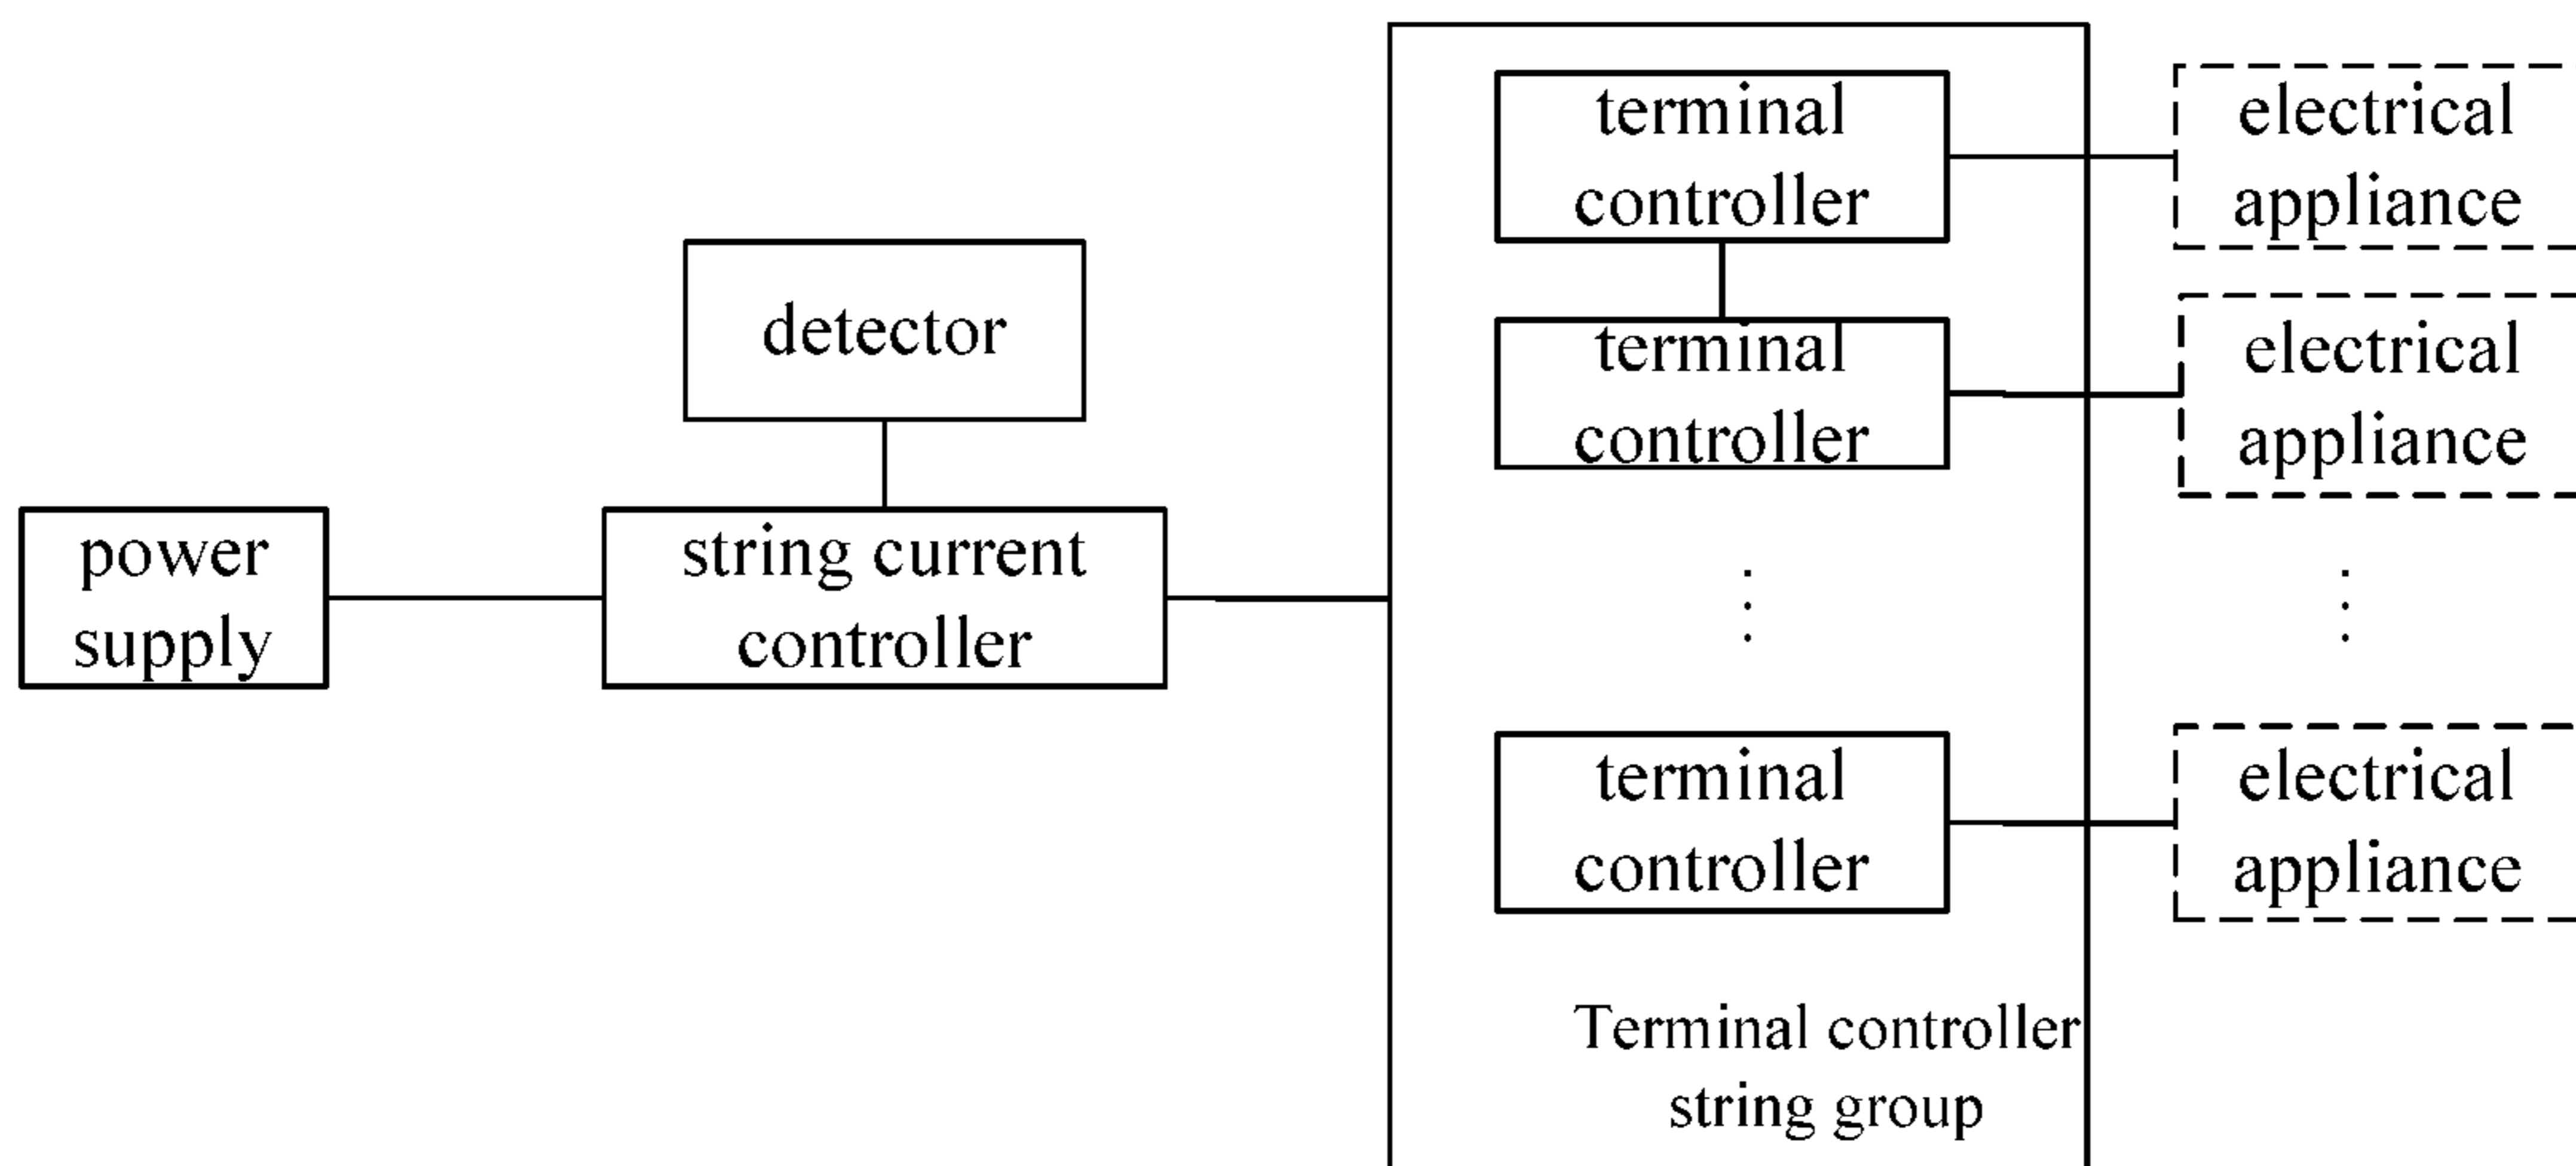 terminal
controller
electrical
appliance
detector
terminal
controller
electrical
appliance
power
supply
string current
controller
terminal
controller
electrical
appliance
Terminal controller
string group